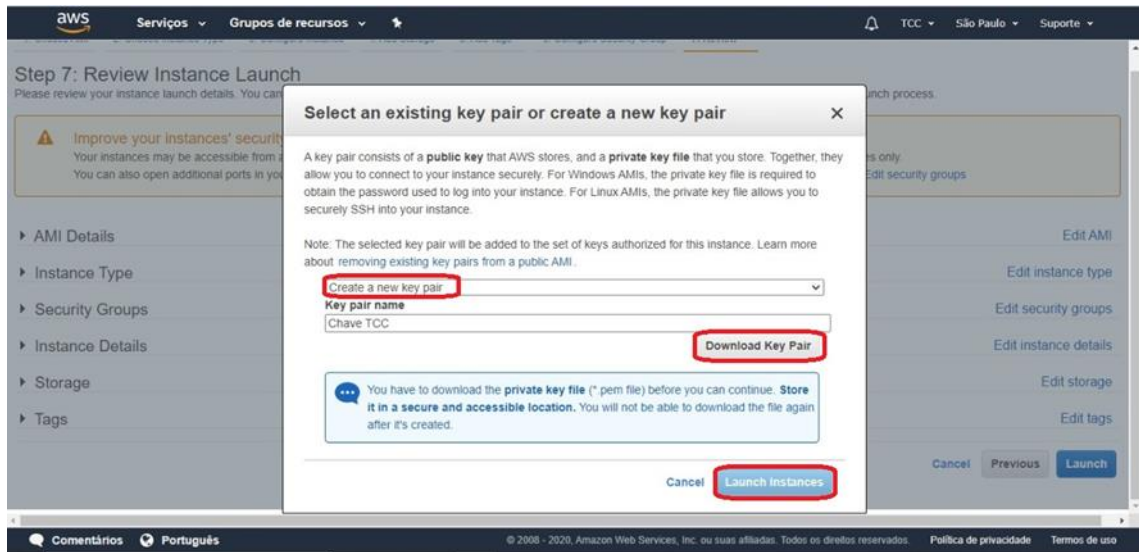 aws
Serviços
Grupos de recursos
TCC
São Paulo
Suporte
Step 7: Review Instance Launch
Please review your instance launch details. You can
unch process.
Select an existing key pair or create a new key pair
Improve your instances' security
Your instances may be accessible from a
es only.
You can also open additional ports in you
Edit security groups
A key pair consists of a public key that AWS stores, and a private key file that you store. Together, they
allow you to connect to your instance securely. For Windows AMIs, the private key file is required to
obtain the password used to log into your instance. For Linux AMIs, the private key file allows you to
securely SSH into your instance.
Note: The selected key pair will be added to the set of keys authorized for this instance. Learn more
about removing existing key pairs from a public AMI.
Create a new key pair
Key pair name
Chave TCC
Download Key Pair
You have to download the private key file (*.pem file) before you can continue. Store
it in a secure and accessible location. You will not be able to download the file again
after it's created.
Cancel
Launch Instances
AMI Details
Edit AMI
Instance Type
Edit instance type
Security Groups
Edit security groups
Instance Details
Edit instance details
Storage
Edit storage
Tags
Edit tags
Cancel
Previous
Launch
Comentários
Português
© 2008 - 2020, Amazon Web Services, Inc. ou suas afiliadas. Todos os direitos reservados.
Política de privacidade
Termos de uso